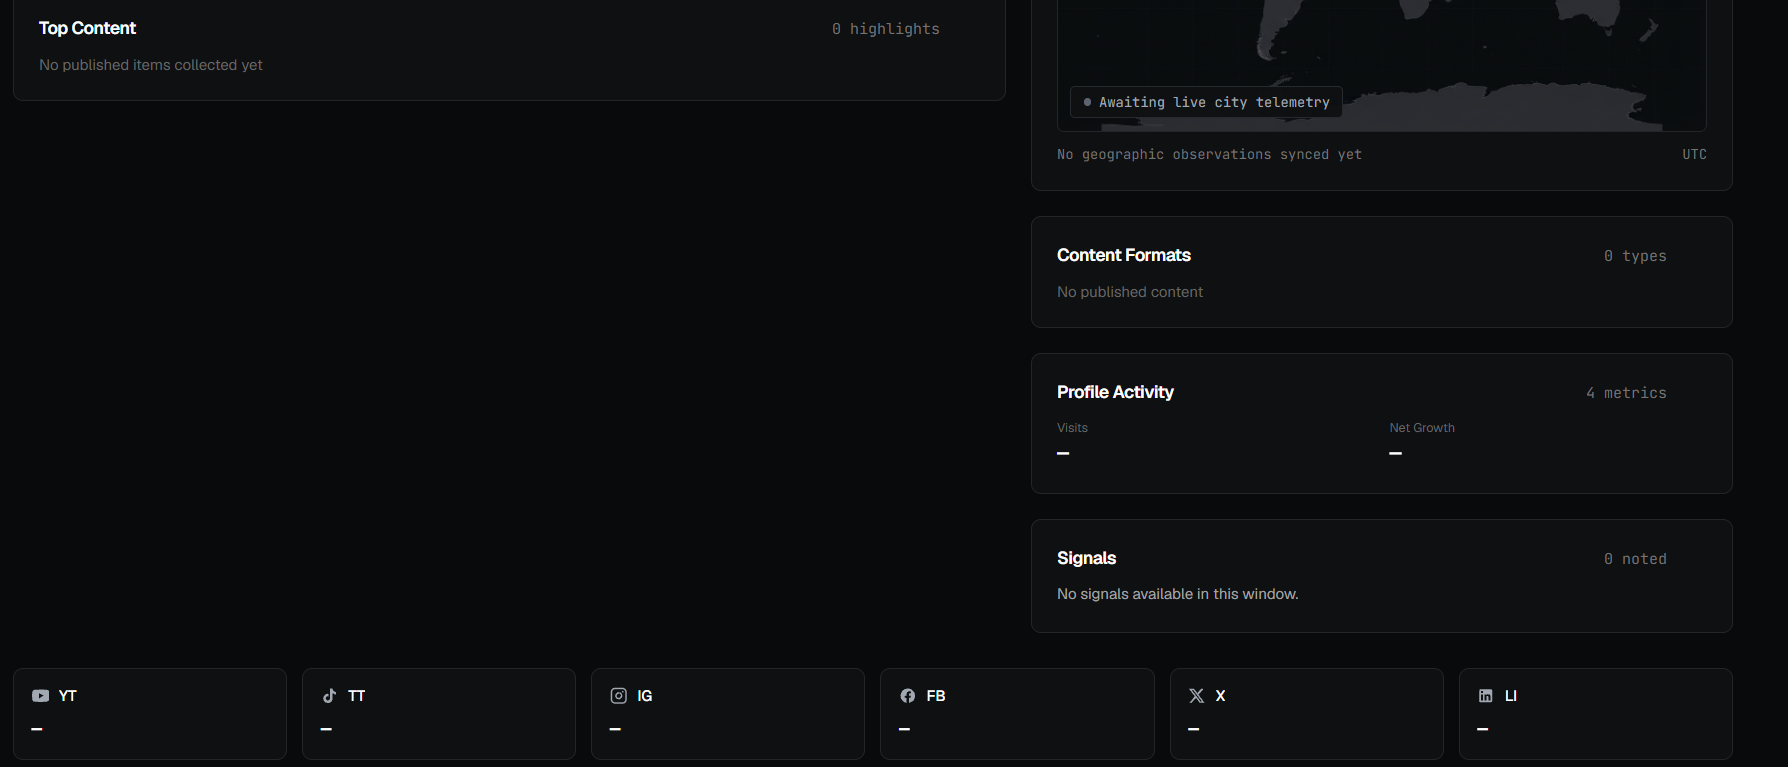 Top Content
0 highlights
No published items collected yet
Awaiting live city telemetry
No geographic observations synced yet
UTC
Content Formats
0 types
No published content
Profile Activity
4 metrics
Visits
Net Growth
–
–
Signals
0 noted
No signals available in this window.
YT
–
TT
–
IG
–
FB
–
X
–
LI
–